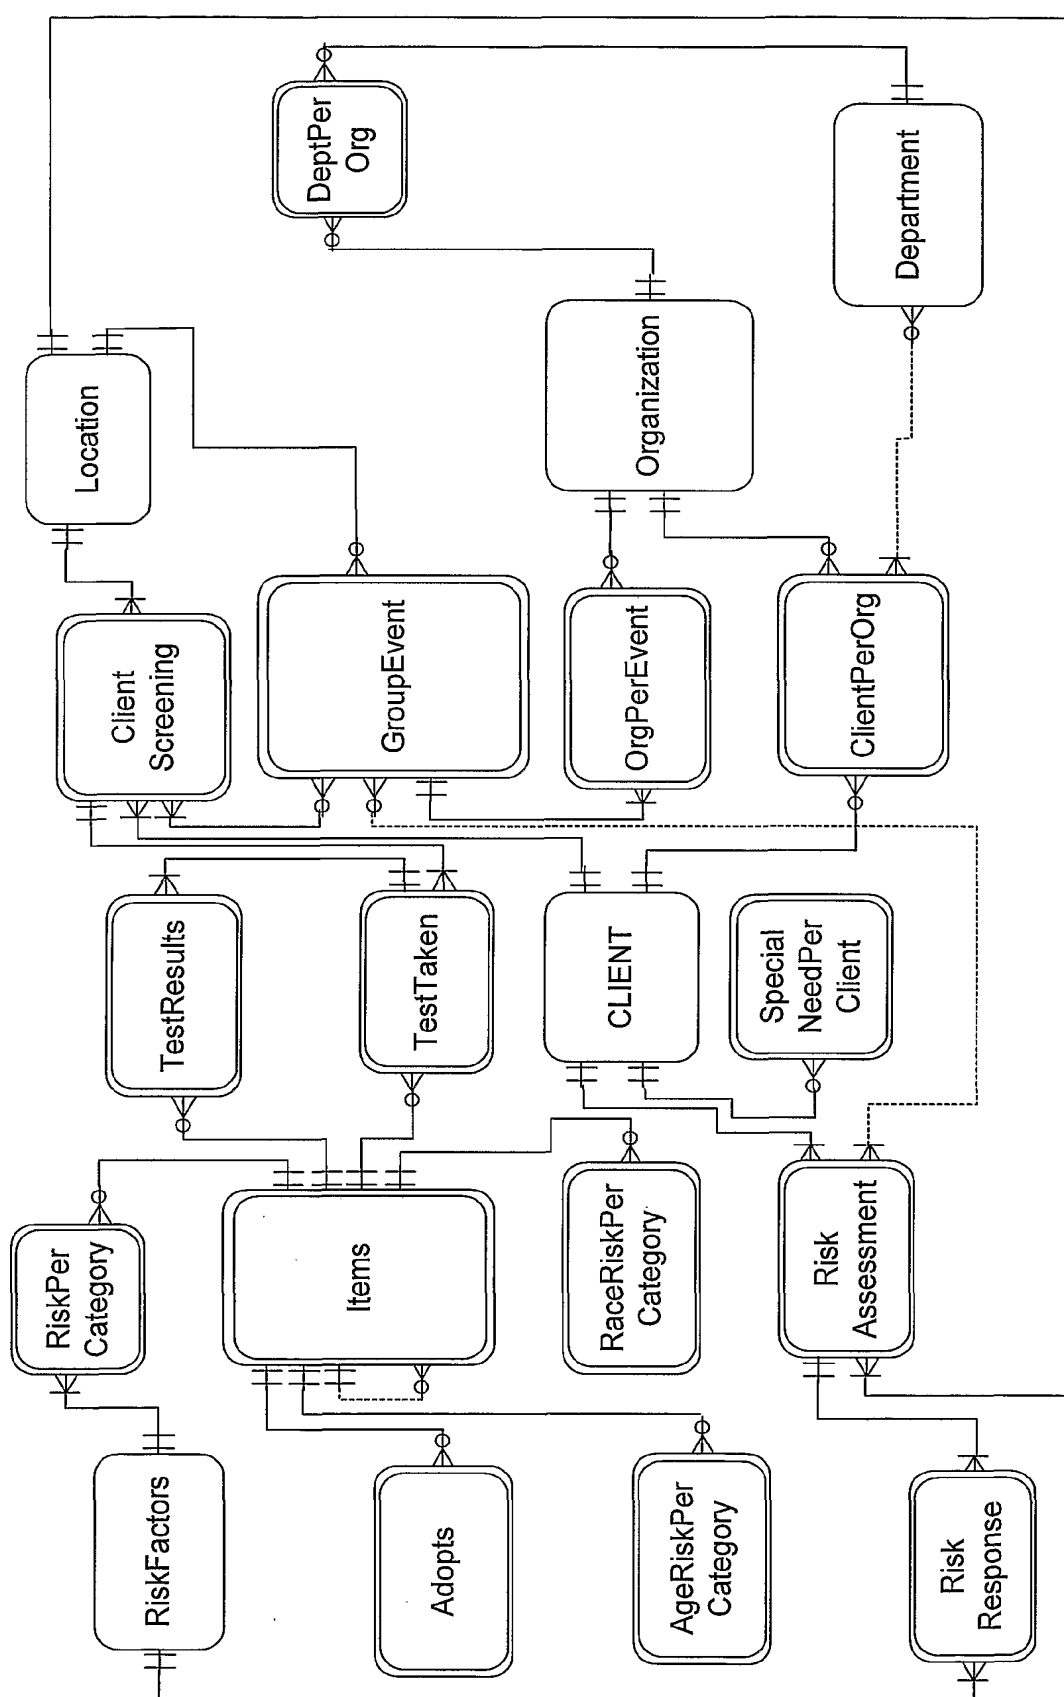 RiskFactors
RiskPer
Category
TestResults
Client
Screening
Location
Adopts
Items
TestTaken
GroupEvent
DeptPer
Org
AgeRiskPer
Category
RaceRiskPer
Category
CLIENT
OrgPerEvent
Organization
Risk
Response
Risk
Assessment
Special
NeedPer
Client
ClientPerOrg
Department